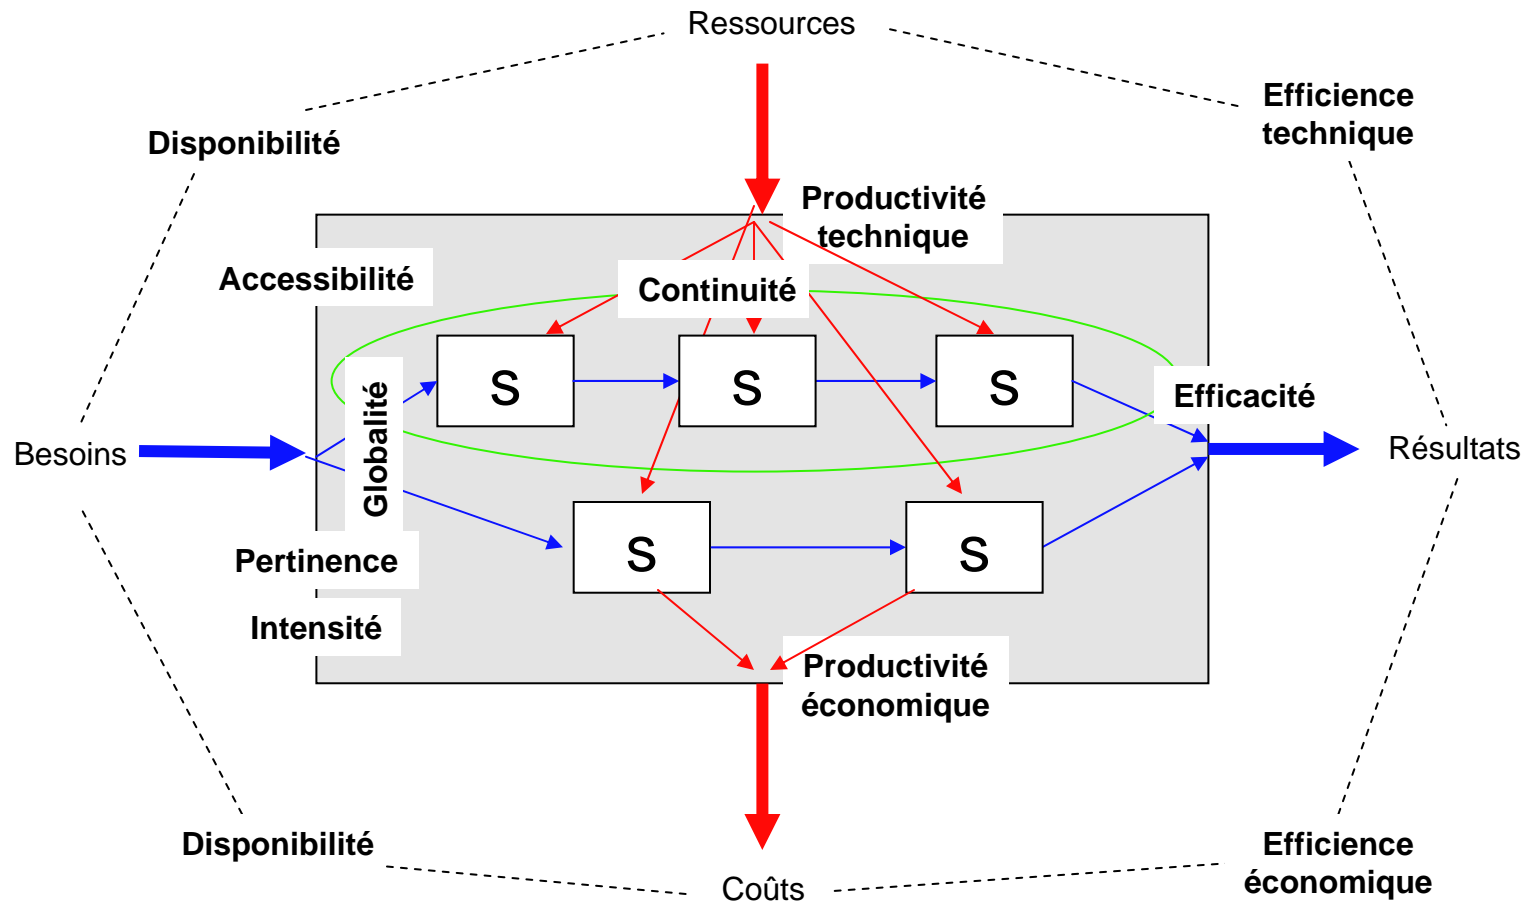 Ressources
Efficience
technique
Disponibilité
Productivité
technique
Accessibilité
Continuité
S
S
S
Globalité
Efficacité
Besoins
Résultats
S
S
Pertinence
Intensité
Productivité
économique
Disponibilité
Efficience
économique
Coûts